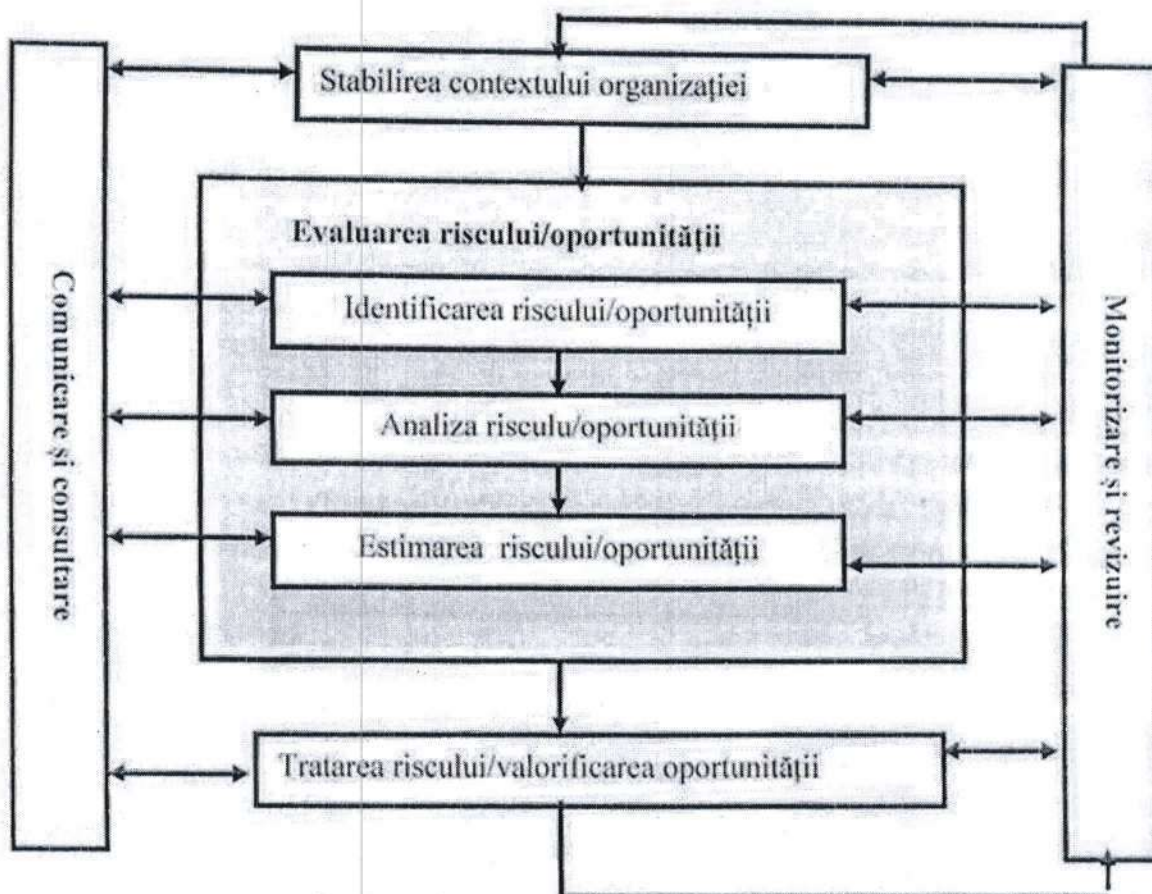 Stabilirea contextului organizației
Evaluarea riscului/oportunității
Identificarea riscului/oportunității
Analiza riscului/oportunității
Estimarea riscului/oportunității
Tratarea riscului/valorificarea oportunității
Comunicare și consultare
Monitorizare și revizuire